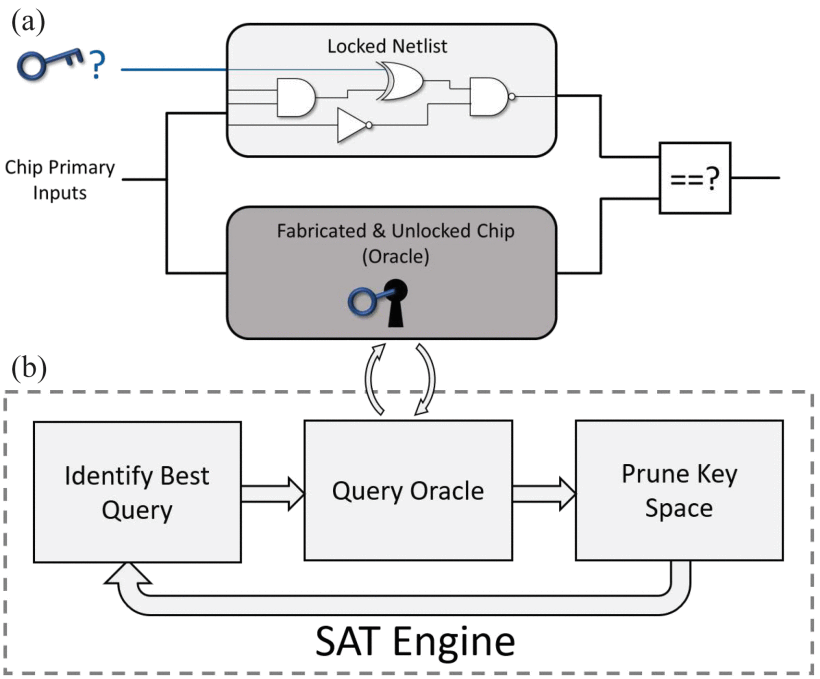 (a)
Locked Netlist
?
Chip Primary
Inputs
==?
Fabricated & Unlocked Chip
(Oracle)
(b)
Identify Best
Query
Query Oracle
Prune Key
Space
SAT Engine